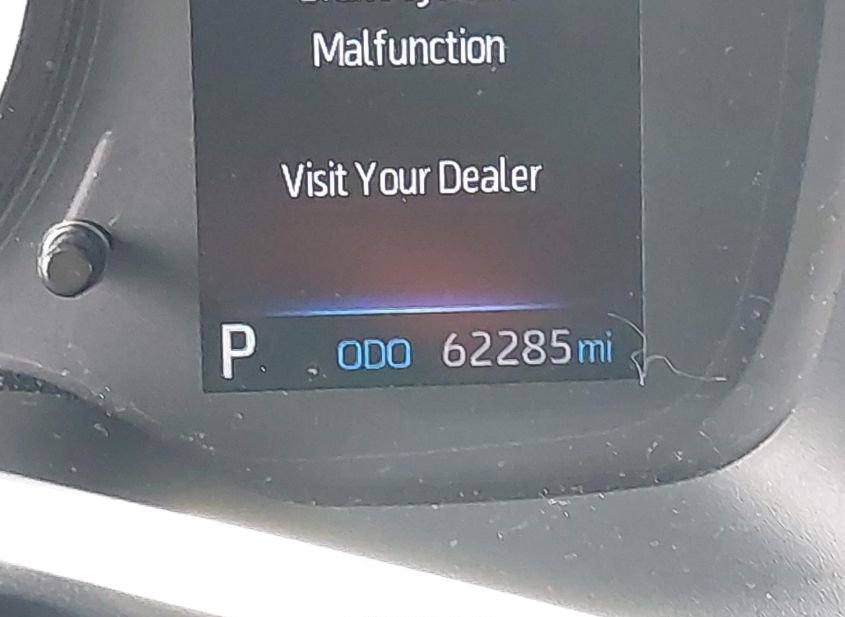 Malfunction
Visit Your Dealer
P ODO 62285 mi